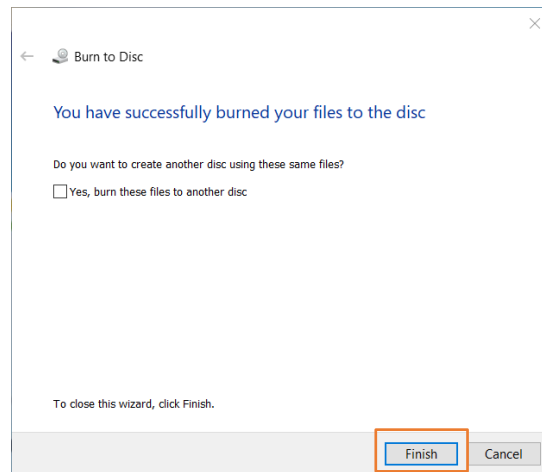 Burn to Disc
You have successfully burned your files to the disc
Do you want to create another disc using these same files?
Yes, burn these files to another disc
To close this wizard, click Finish.
Finish
Cancel